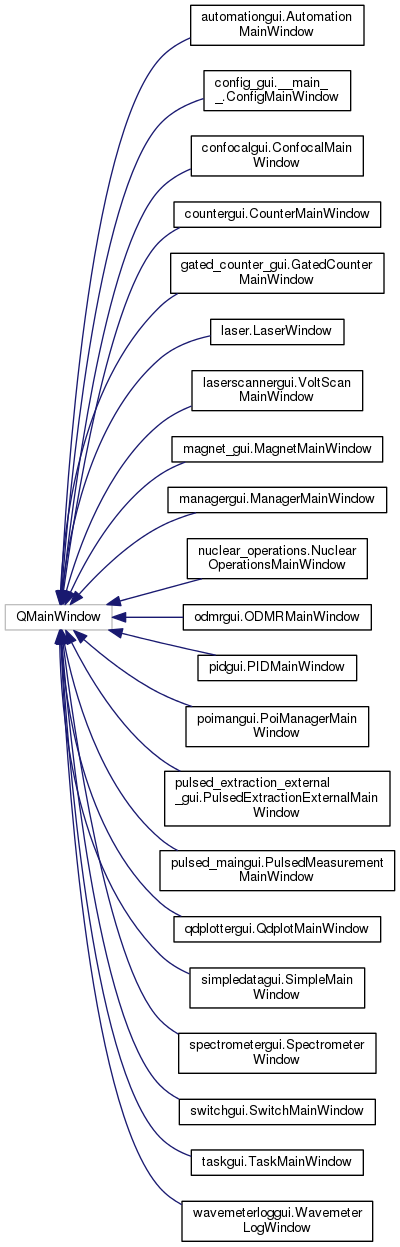 automationgui.Automation
MainWindow
config_gui.__main_
_.ConfigMainWindow
confocalgui.ConfocalMain
Window
countergui.CounterMainWindow
gated_counter_gui.GatedCounter
MainWindow
laser.LaserWindow
laserscannergui.VoltScan
MainWindow
magnet_gui.MagnetMainWindow
managergui.ManagerMainWindow
nuclear_operations.Nuclear
OperationsMainWindow
QMainWindow
odmrgui.ODMRMainWindow
pidgui.PIDMainWindow
poimangui.PoiManagerMain
Window
pulsed_extraction_external
_gui.PulsedExtractionExternalMain
Window
pulsed_maingui.PulsedMeasurement
MainWindow
qdplottergui.QdplotMainWindow
simpledatagui.SimpleMain
Window
spectrometergui.Spectrometer
Window
switchgui.SwitchMainWindow
taskgui.TaskMainWindow
wavemeterloggui.Wavemeter
LogWindow